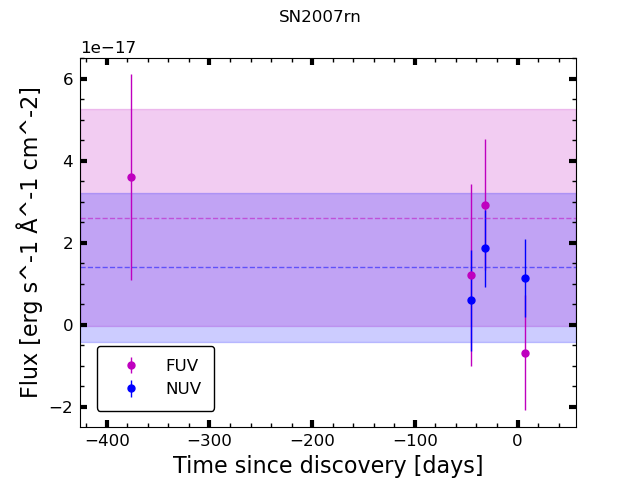 SN2007rn
1e−17
6
4
2
0
−2
Flux [erg s^-1 Å^-1 cm^-2]
FUV
NUV
−400 −300 −200 −100 0
Time since discovery [days]